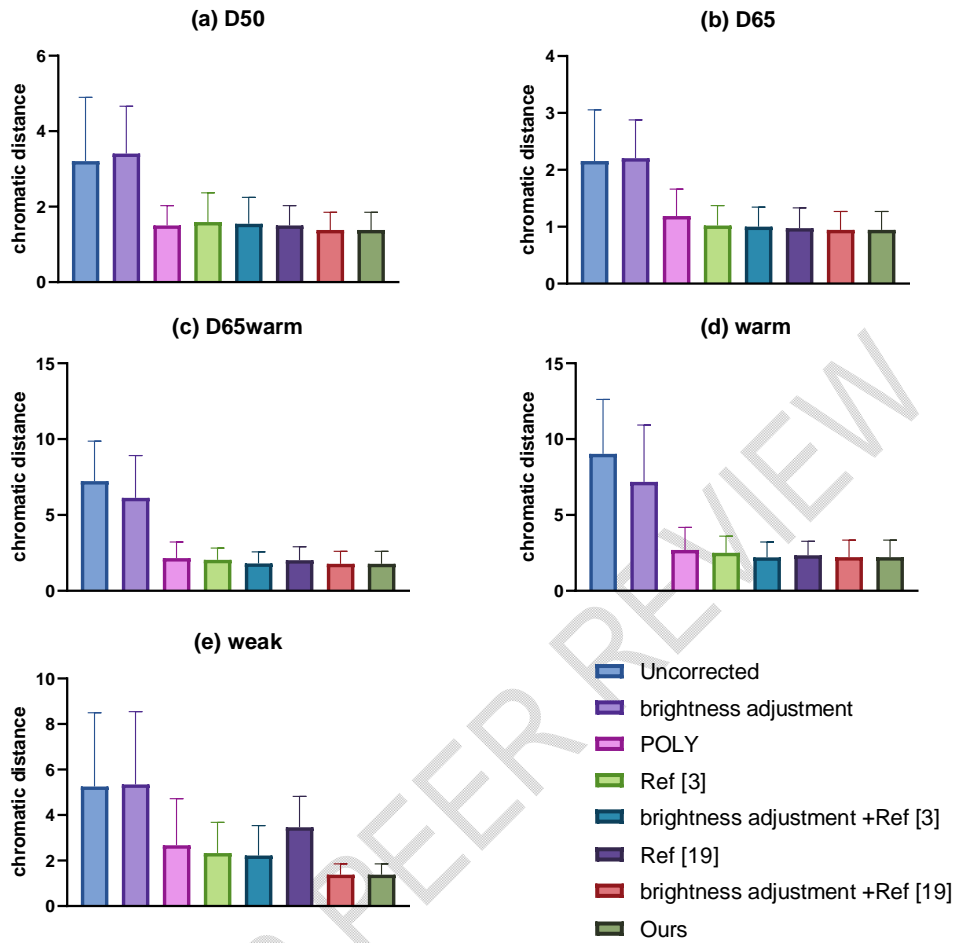 (a) D50
chromatic distance
6
4
2
0
(b) D65
chromatic distance
4
3
2
1
0
(c) D65warm
chromatic distance
15
10
5
0
(d) warm
chromatic distance
15
10
5
0
(e) weak
chromatic distance
10
8
6
4
2
0
Uncorrected
brightness adjustment
POLY
Ref [3]
brightness adjustment +Ref [3]
Ref [19]
brightness adjustment +Ref [19]
Ours
PEER REVIEW